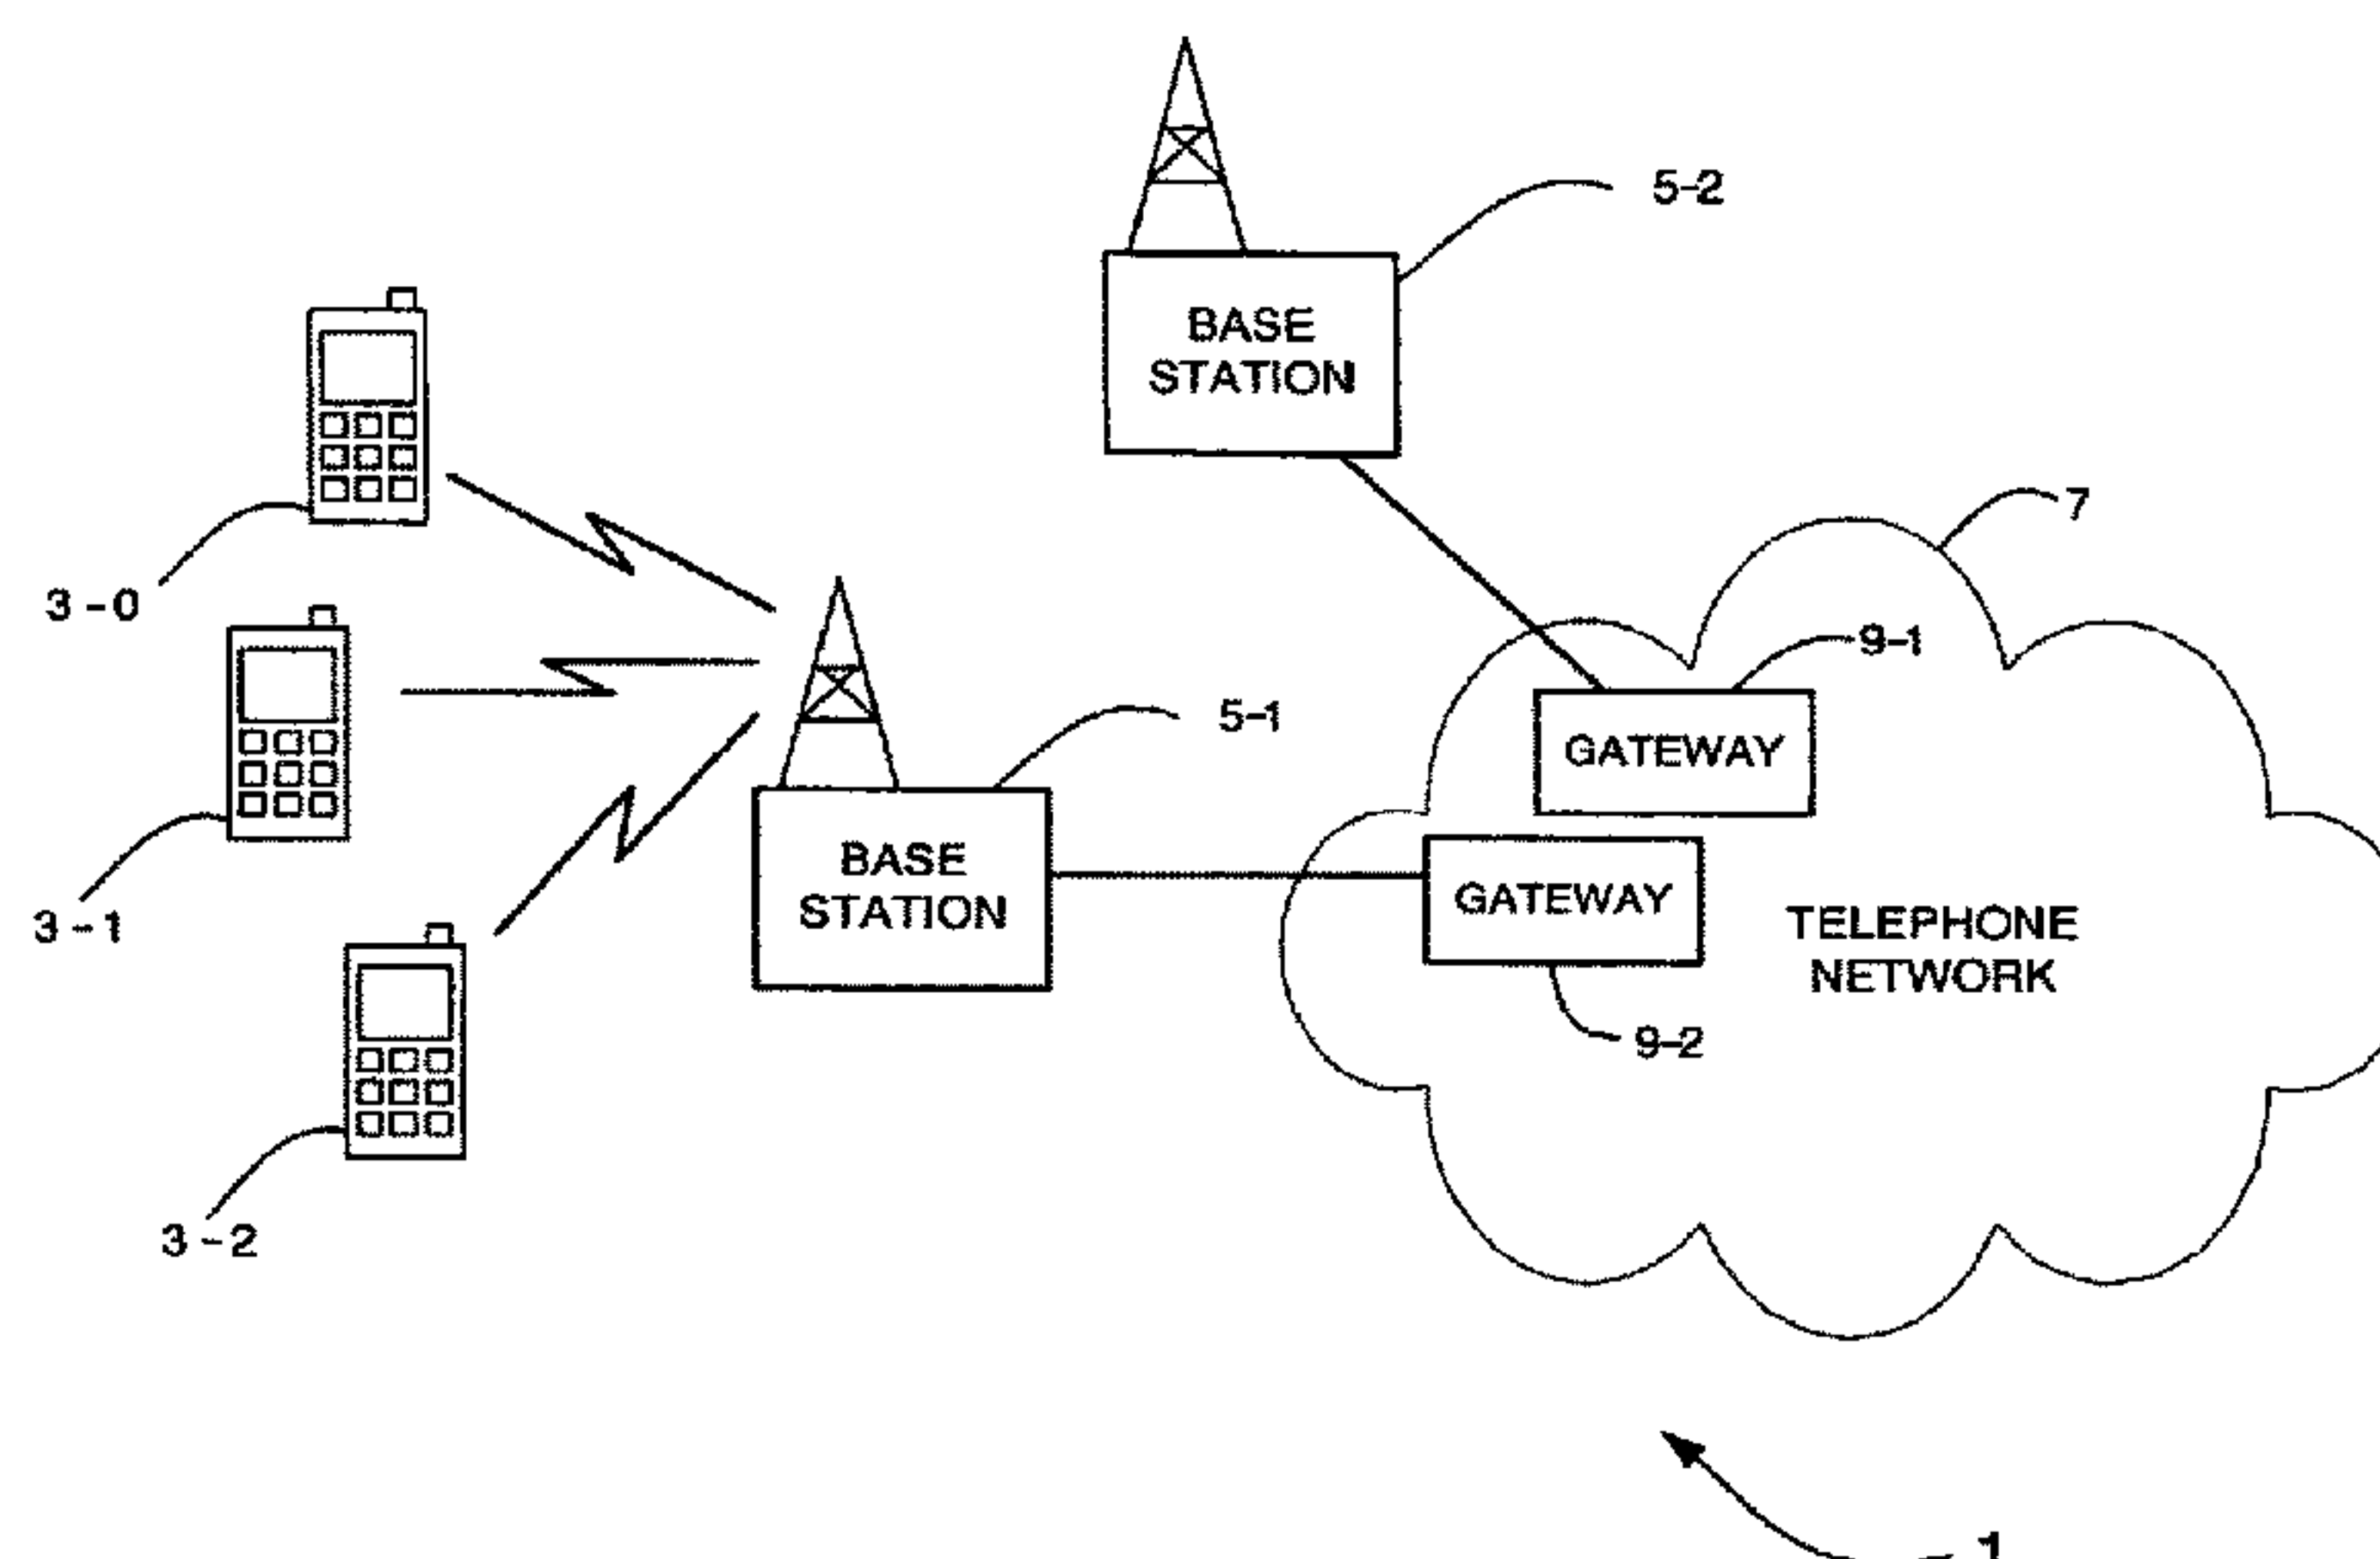 5-2
BASE
STATION
7
3-0
9-1
5-1
GATEWAY
BASE
STATION
GATEWAY
TELEPHONE
NETWORK
3-1
9-2
3-2
1